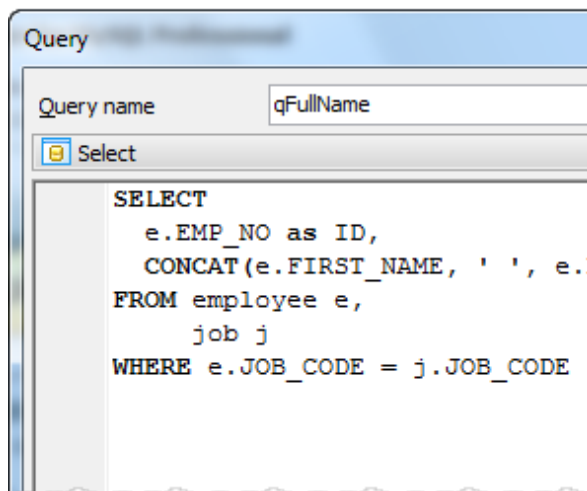 Query
Query name
qFullName
Select
SELECT
e.EMP_NO as ID,
CONCAT(e.FIRST_NAME, ' ', e.
FROM employee e,
job j
WHERE e.JOB_CODE = j.JOB_CODE